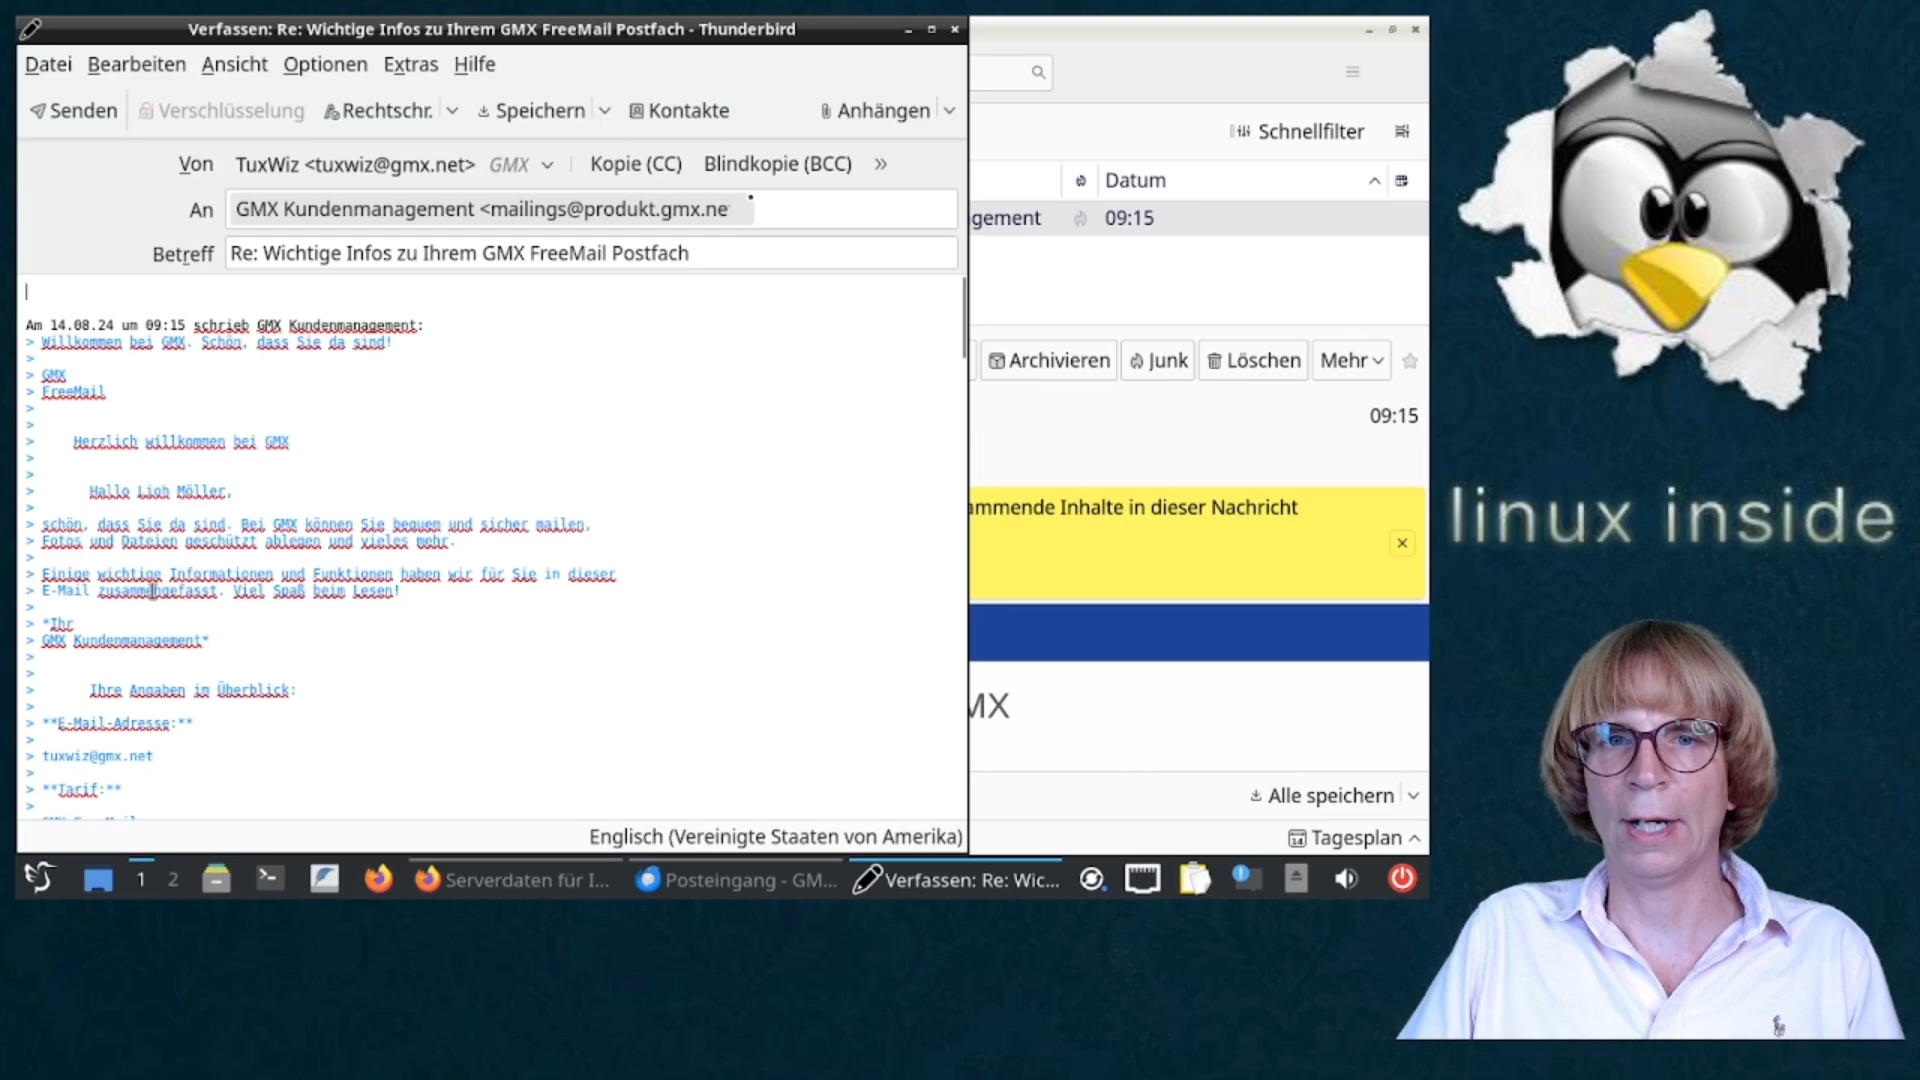 Verfassen: Re: Wichtige Infos zu Ihrem GMX FreeMail Postfach - Thunderbird
Datei Bearbeiten Ansicht Optionen Extras Hilfe
Senden Verschlüsselung Rechtschr. Speichern Kontakte Anhängen
Von TuxWiz <tuxwiz@gmx.net> GMX Kopie (CC) Blindkopie (BCC) »
An GMX Kundenmanagement <mailings@produkt.gmx.ne
Betreff Re: Wichtige Infos zu Ihrem GMX FreeMail Postfach
Am 14.08.24 um 09:15 schrieb GMX Kundenmanagement:
> Willkommen bei GMX. Schön, dass Sie da sind!
>
> GMX
> FreeMail
>
>
> Herzlich willkommen bei GMX
>
>
> Hallo Lioh Möller,
>
> schön, dass Sie da sind. Bei GMX können Sie bequem und sicher mailen,
> Fotos und Dateien geschützt ablegen und vieles mehr.
>
> Einige wichtige Informationen und Funktionen haben wir für Sie in dieser
> E-Mail zusammengefasst. Viel Spaß beim Lesen!
>
> *Ihr
> GMX Kundenmanagement*
>
>
> Ihre Angaben im Überblick:
>
> **E-Mail-Adresse:**
>
> tuxwiz@gmx.net
>
> **Tarif:**
>
Englisch (Vereinigte Staaten von Amerika)
Schnellfilter
Datum
gement 09:15
Archivieren Junk Löschen Mehr
09:15
ammende Inhalte in dieser Nachricht
MX
Alle speichern
14 Tagesplan
1 2 Serverdaten für I... Posteingang - GM... Verfassen: Re: Wic...
linux inside